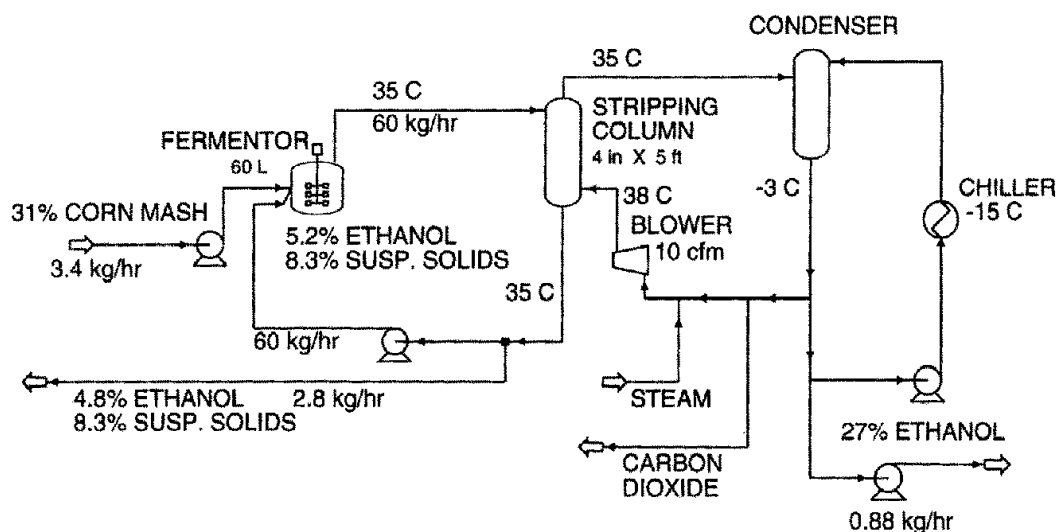 CONDENSER
35 C
35 C
60 kg/hr
STRIPPING
COLUMN
4 in X 5 ft
FERMENTOR
60 L
-3 C
38 C
CHILLER
-15 C
31% CORN MASH
BLOWER
10 cfm
3.4 kg/hr
5.2% ETHANOL
8.3% SUSP. SOLIDS
35 C
60 kg/hr
4.8% ETHANOL
8.3% SUSP. SOLIDS
2.8 kg/hr
STEAM
27% ETHANOL
CARBON
DIOXIDE
0.88 kg/hr